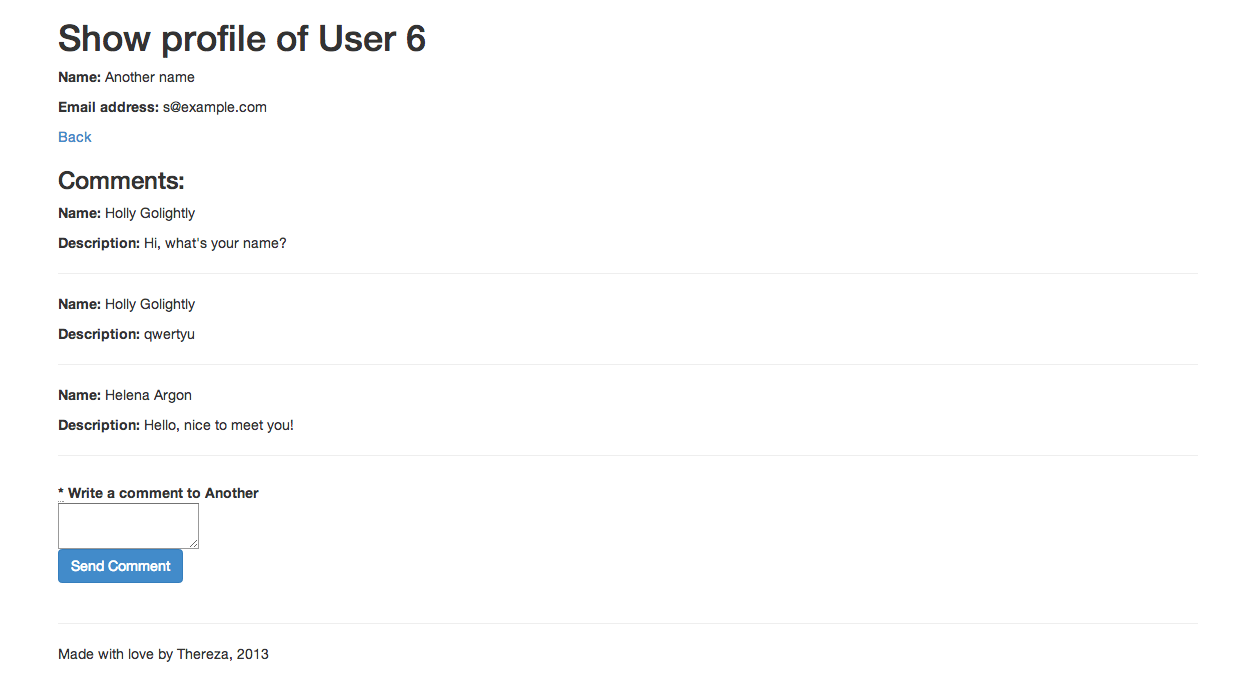 Show profile of User 6
Name: Another name
Email address: s@example.com
Back
Comments:
Name: Holly Golightly
Description: Hi, what's your name?
Name: Holly Golightly
Description: qwertyu
Name: Helena Argon
Description: Hello, nice to meet you!
* Write a comment to Another
Send Comment
Made with love by Thereza, 2013